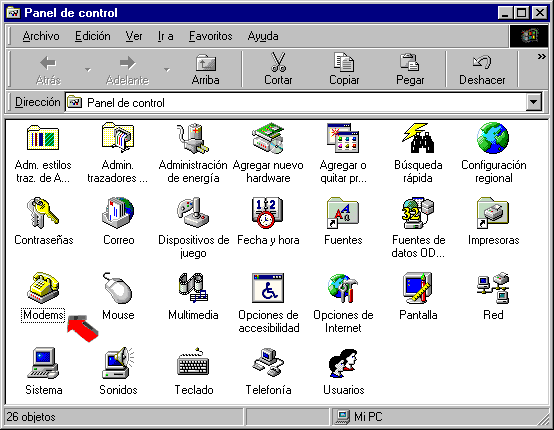 Panel de control
Archivo Edición Ver Ir a Favoritos Ayuda
Atrás Adelante Arriba Cortar Copiar Pegar Deshacer »
Dirección Panel de control
Adm. estilos Admin. Administración Agregar nuevo Agregar o Búsqueda Configuración
traz. de A... trazadores ... de energía hardware quitar pr... rápida regional
Contraseñas Correo Dispositivos de Fecha y hora Fuentes Fuentes de Impresoras
juego datos OD...
Modems Mouse Multimedia Opciones de Opciones de Pantalla Red
accesibilidad Internet
Sistema Sonidos Teclado Telefonía Usuarios
26 objetos Mi PC